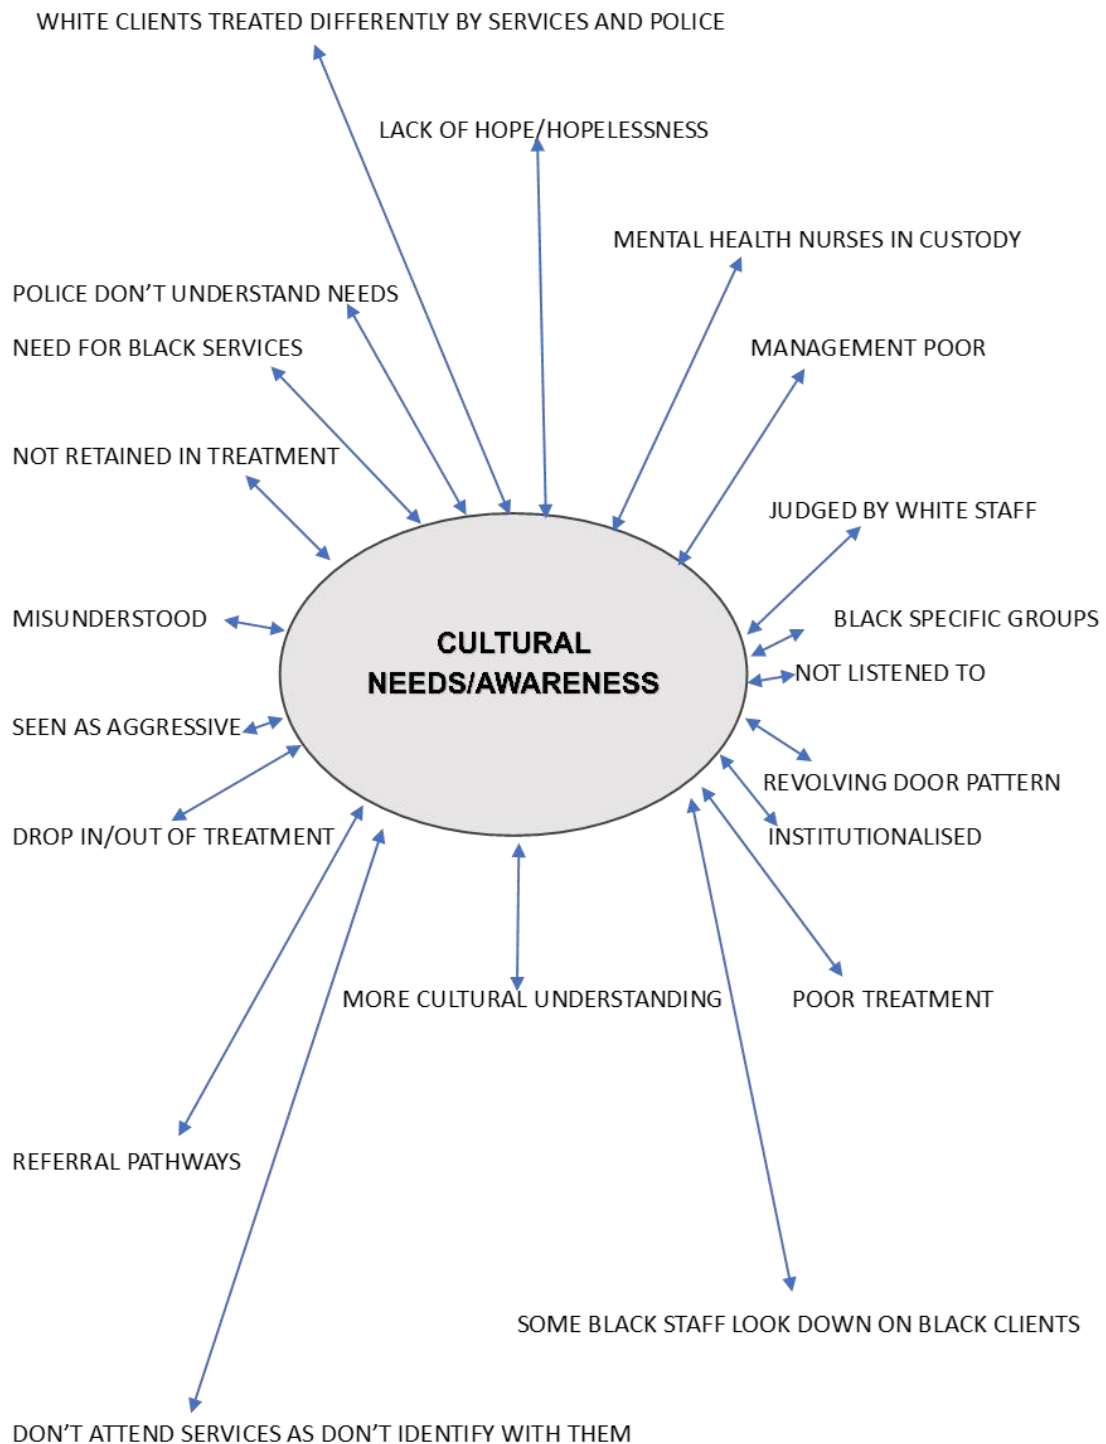 WHITE CLIENTS TREATED DIFFERENTLY BY SERVICES AND POLICE
LACK OF HOPE/HOPELESSNESS
MENTAL HEALTH NURSES IN CUSTODY
POLICE DON’T UNDERSTAND NEEDS
NEED FOR BLACK SERVICES
MANAGEMENT POOR
NOT RETAINED IN TREATMENT
JUDGED BY WHITE STAFF
MISUNDERSTOOD
BLACK SPECIFIC GROUPS
CULTURAL
NEEDS/AWARENESS
NOT LISTENED TO
SEEN AS AGGRESSIVE
REVOLVING DOOR PATTERN
DROP IN/OUT OF TREATMENT
INSTITUTIONALISED
MORE CULTURAL UNDERSTANDING
POOR TREATMENT
REFERRAL PATHWAYS
SOME BLACK STAFF LOOK DOWN ON BLACK CLIENTS
DON’T ATTEND SERVICES AS DON’T IDENTIFY WITH THEM